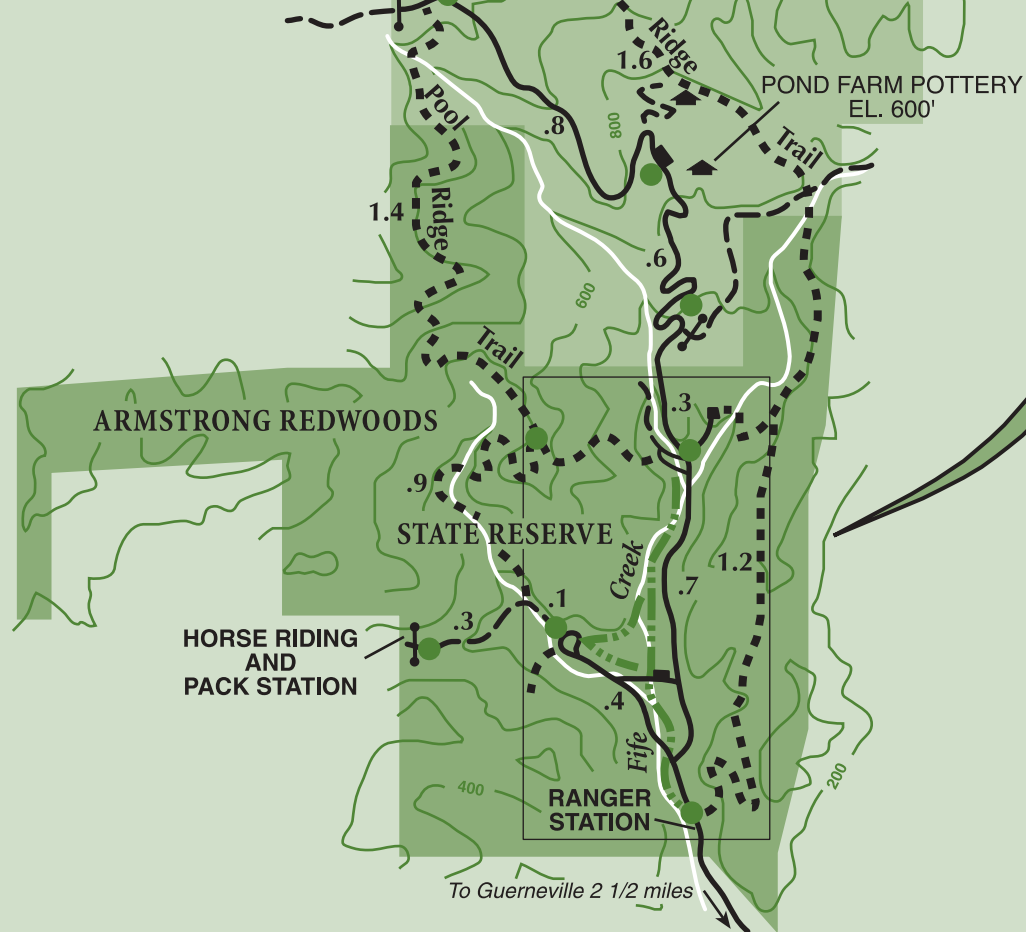 Ridge
1.6
POND FARM POTTERY
EL. 600'
Pool
.8
800
Trail
1.4
Ridge
.6
600
Trail
ARMSTRONG REDWOODS
.3
.9
STATE RESERVE
Creek
1.2
.7
.1
.3
HORSE RIDING
AND
PACK STATION
.4
Fife
200
400
RANGER
STATION
To Guerneville 2 1/2 miles